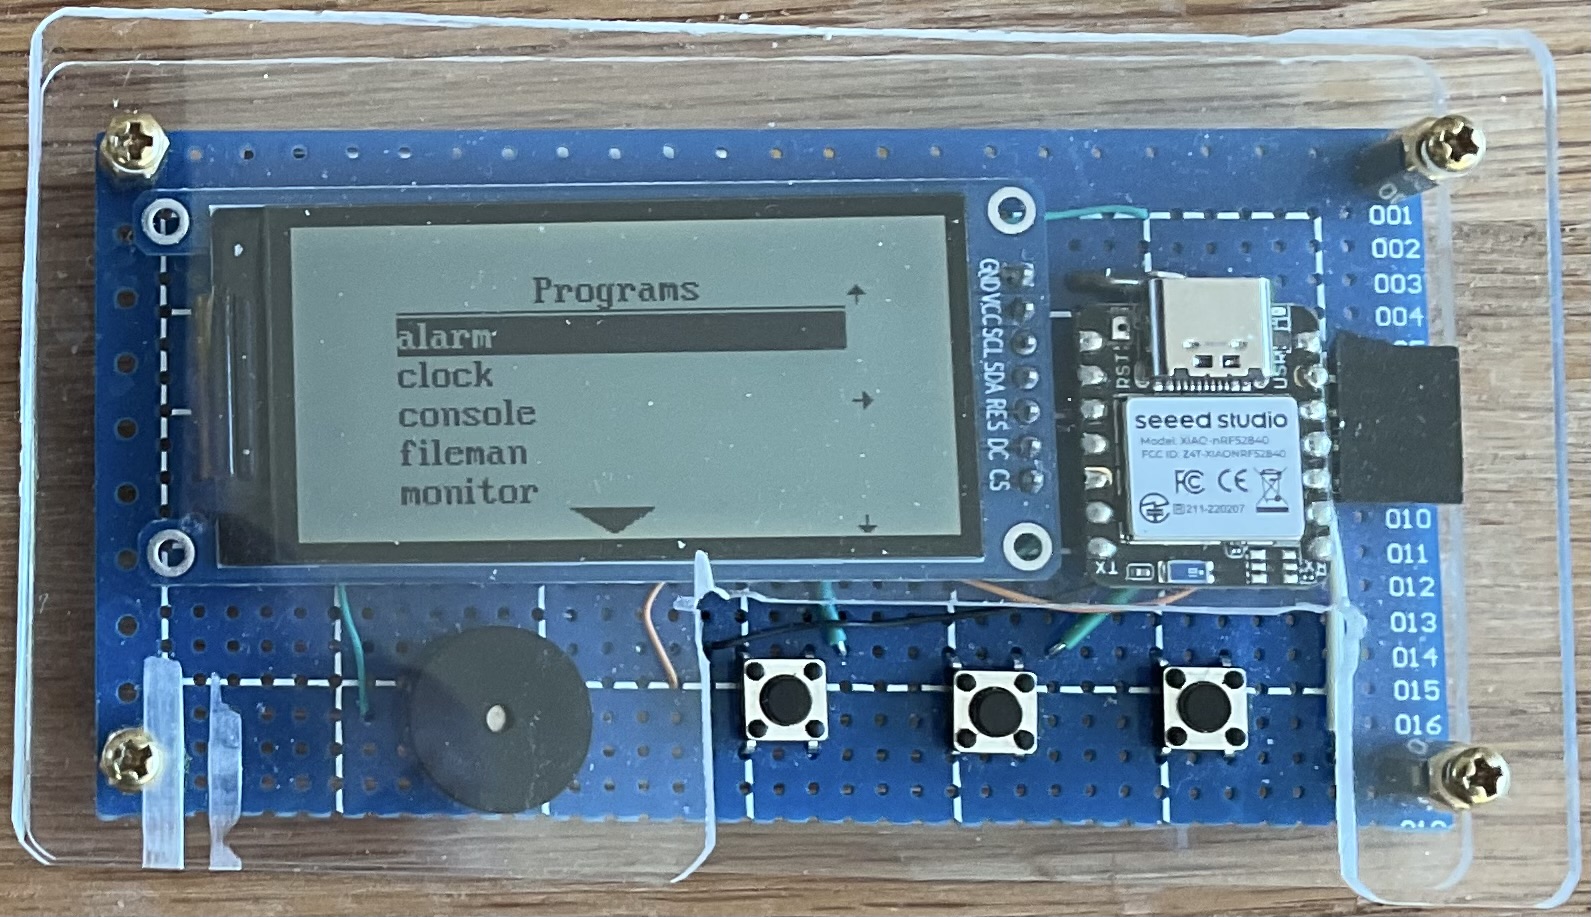 Programs
alarm
clock
console
fileman
monitor
GND VCC SCL SDA RES DC CS
RST
USR
seeed studio
Model: XIAO-nRF52840
FCC ID: Z4T-XIAONRF52840
FC CE
R 211-220207
TX
001
002
003
004
010
011
012
013
014
015
016